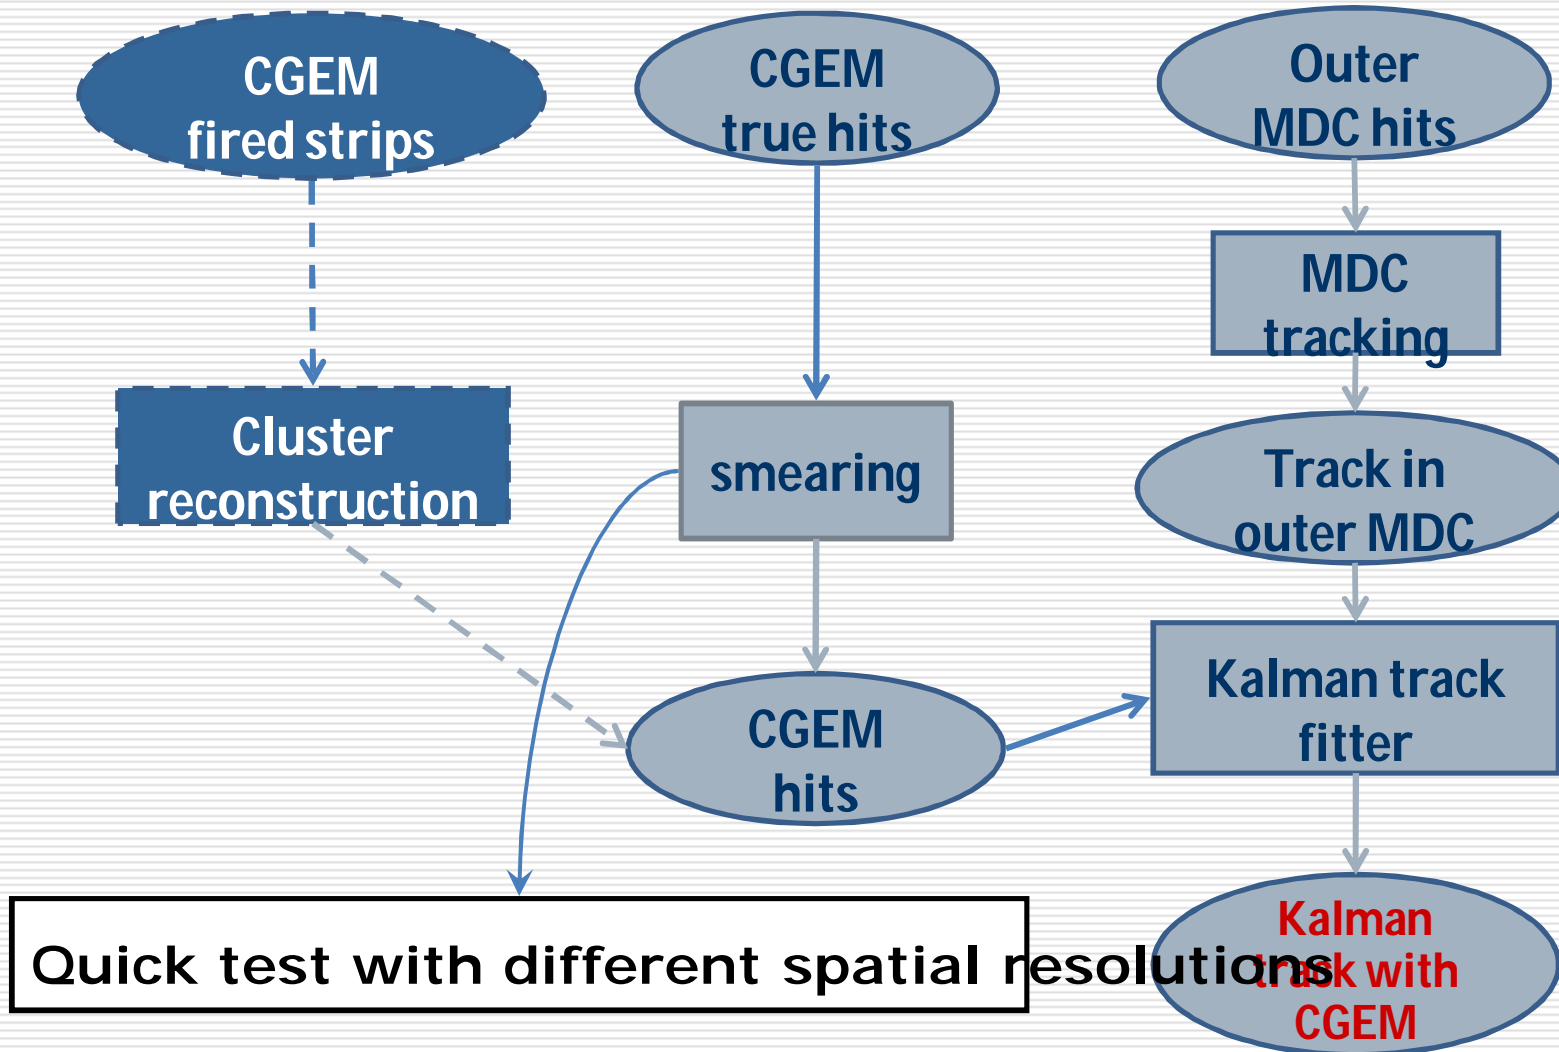 CGEM
fired strips
CGEM
true hits
Outer
MDC hits
MDC
tracking
Cluster
reconstruction
smearing
Track in
outer MDC
CGEM
hits
Kalman track
fitter
Quick test with different spatial resolutions
Kalman
track with
CGEM